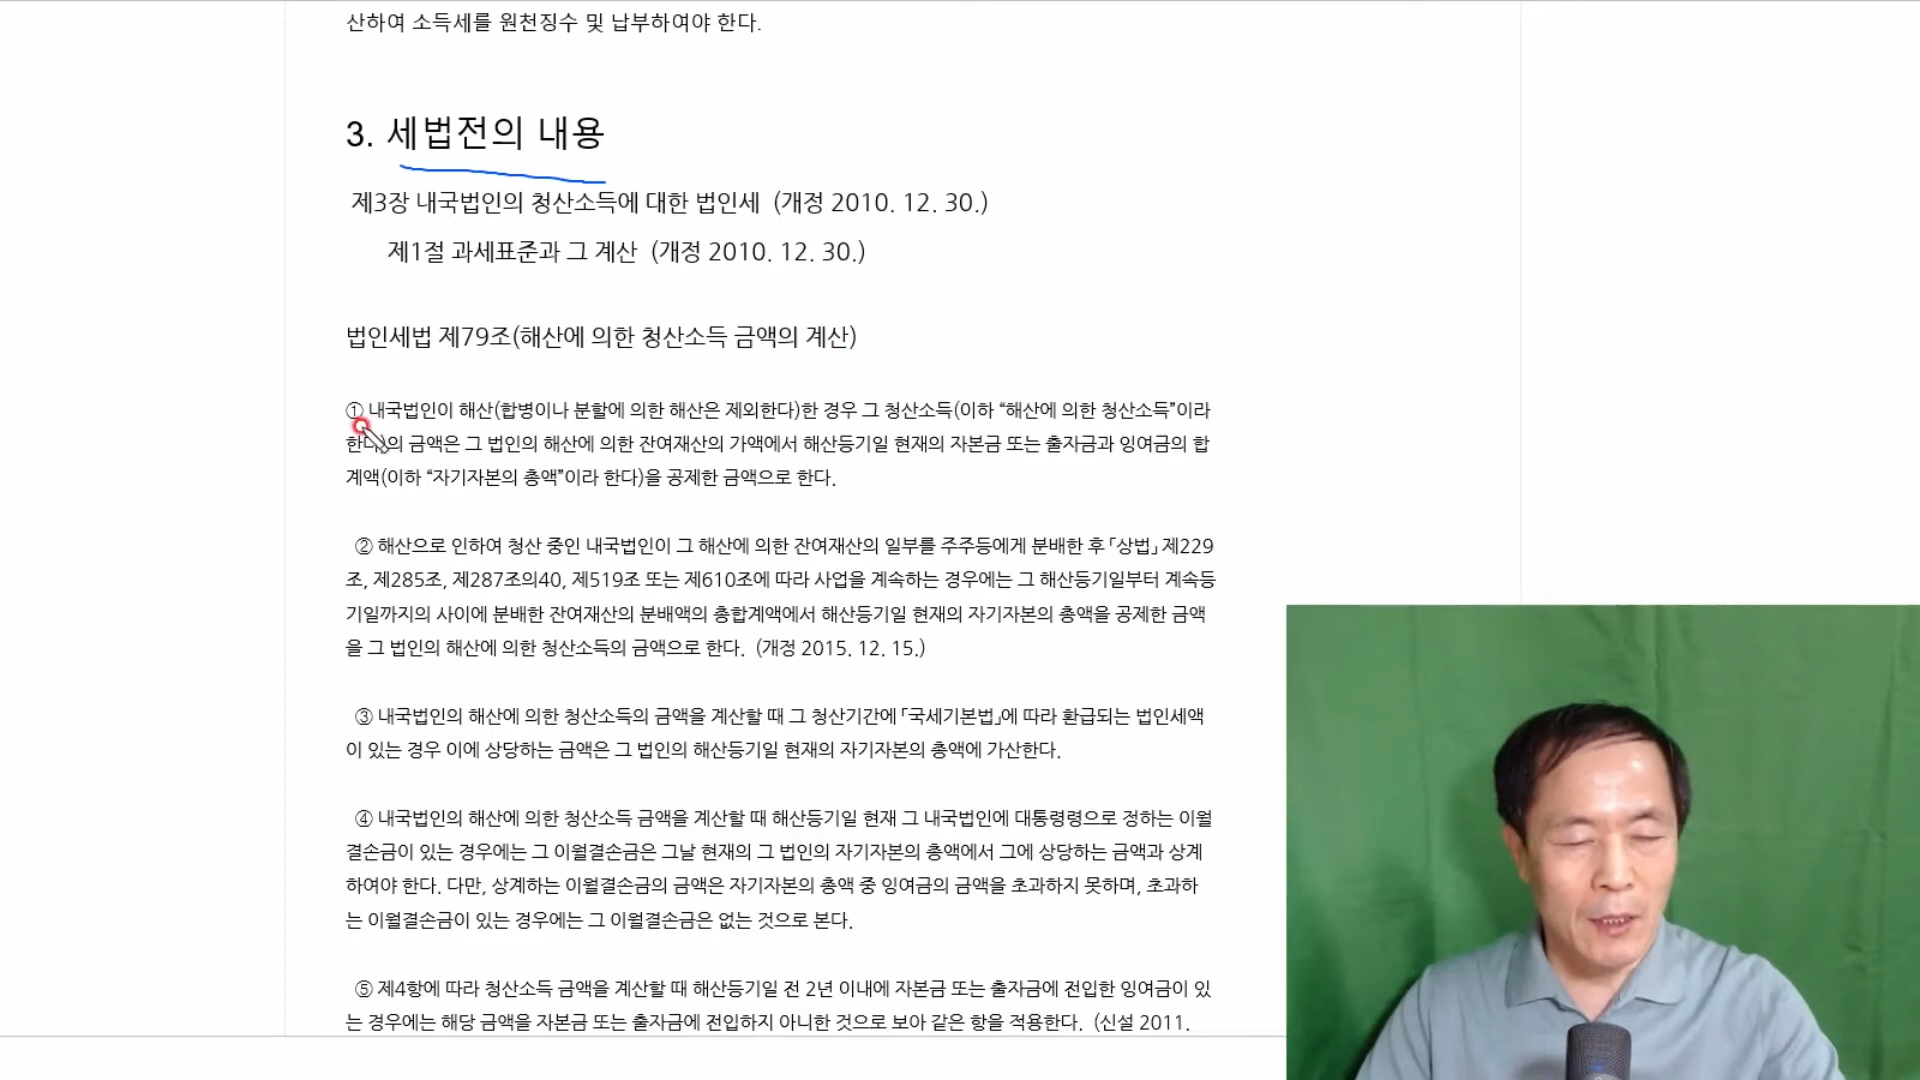 산하여 소득세를 원천징수 및 납부하여야 한다.
3. 세법전의 내용
제3장 내국법인의 청산소득에 대한 법인세 (개정 2010. 12. 30.)
제1절 과세표준과 그 계산 (개정 2010. 12. 30.)
법인세법 제79조(해산에 의한 청산소득 금액의 계산)
① 내국법인이 해산(합병이나 분할에 의한 해산은 제외한다)한 경우 그 청산소득(이하 “해산에 의한 청산소득”이라
한다)의 금액은 그 법인의 해산에 의한 잔여재산의 가액에서 해산등기일 현재의 자본금 또는 출자금과 잉여금의 합
계액(이하 “자기자본의 총액”이라 한다)을 공제한 금액으로 한다.
② 해산으로 인하여 청산 중인 내국법인이 그 해산에 의한 잔여재산의 일부를 주주등에게 분배한 후 「상법」 제229
조, 제285조, 제287조의40, 제519조 또는 제610조에 따라 사업을 계속하는 경우에는 그 해산등기일부터 계속등
기일까지의 사이에 분배한 잔여재산의 분배액의 총합계액에서 해산등기일 현재의 자기자본의 총액을 공제한 금액
을 그 법인의 해산에 의한 청산소득의 금액으로 한다. (개정 2015. 12. 15.)
③ 내국법인의 해산에 의한 청산소득의 금액을 계산할 때 그 청산기간에 「국세기본법」에 따라 환급되는 법인세액
이 있는 경우 이에 상당하는 금액은 그 법인의 해산등기일 현재의 자기자본의 총액에 가산한다.
④ 내국법인의 해산에 의한 청산소득 금액을 계산할 때 해산등기일 현재 그 내국법인에 대통령령으로 정하는 이월
결손금이 있는 경우에는 그 이월결손금은 그날 현재의 그 법인의 자기자본의 총액에서 그에 상당하는 금액과 상계
하여야 한다. 다만, 상계하는 이월결손금의 금액은 자기자본의 총액 중 잉여금의 금액을 초과하지 못하며, 초과하
는 이월결손금이 있는 경우에는 그 이월결손금은 없는 것으로 본다.
⑤ 제4항에 따라 청산소득 금액을 계산할 때 해산등기일 전 2년 이내에 자본금 또는 출자금에 전입한 잉여금이 있
는 경우에는 해당 금액을 자본금 또는 출자금에 전입하지 아니한 것으로 보아 같은 항을 적용한다. (신설 2011.